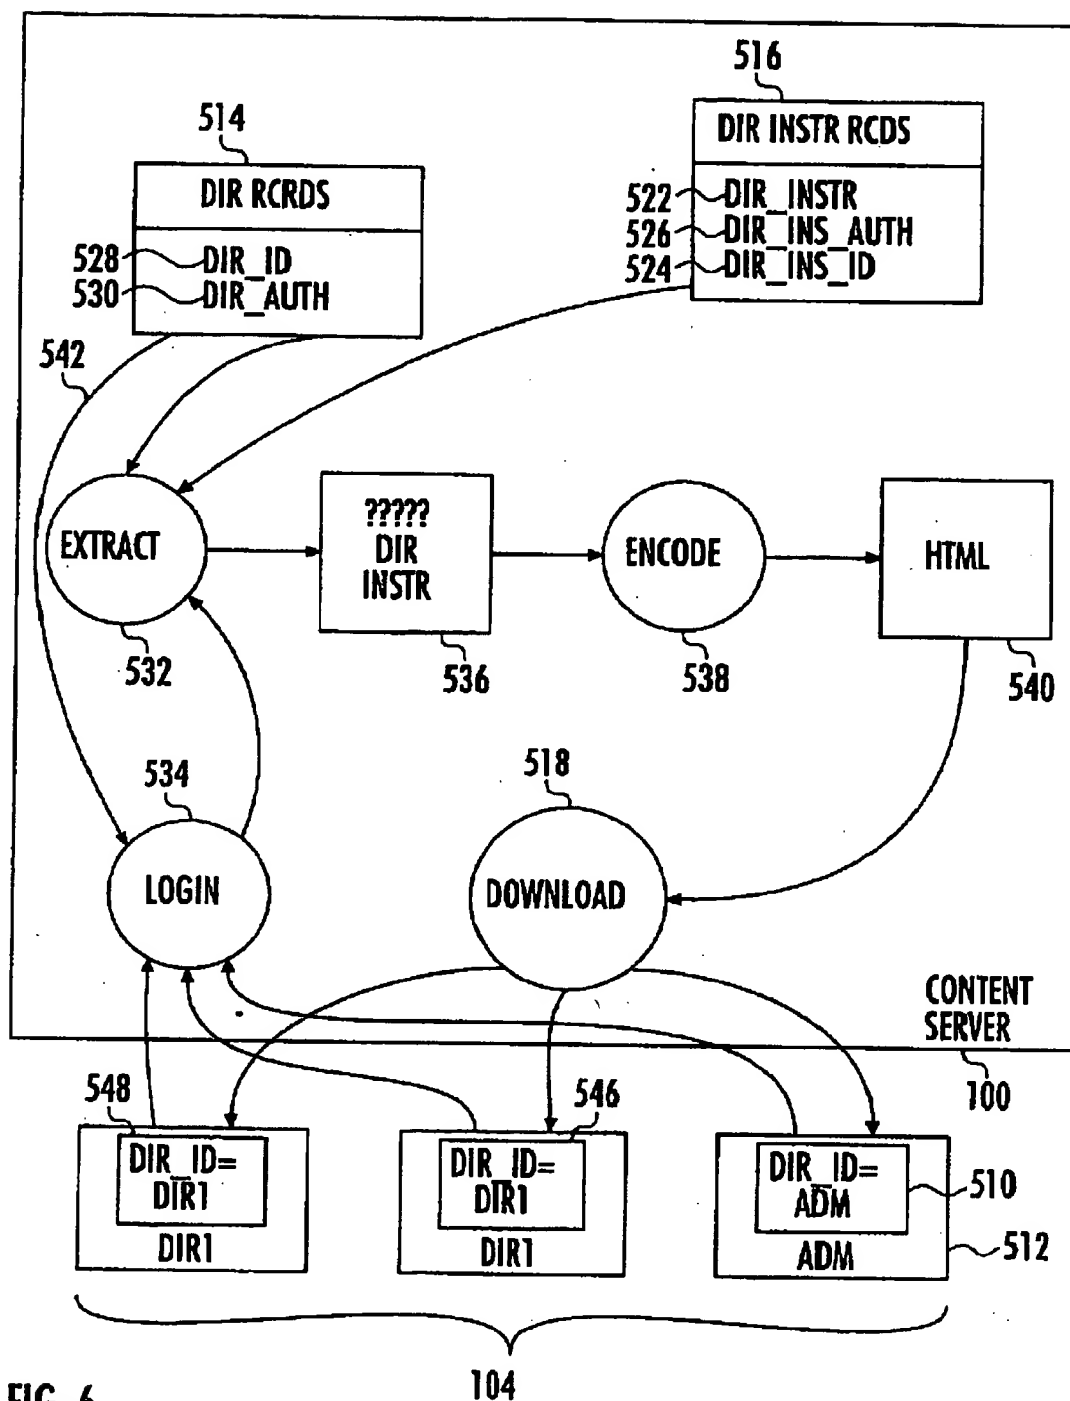 516
514
DIR INSTR RCDS
DIR RCRDS
522 DIR_INSTR
526 DIR_INS_AUTH
524 DIR_INS_ID
528 DIR_ID
530 DIR_AUTH
542
EXTRACT
?????
DIR
INSTR
ENCODE
HTML
532
536
538
540
534
518
LOGIN
DOWNLOAD
CONTENT
SERVER
100
548
546
DIR_ID=
DIR1
DIR1
DIR_ID=
DIR1
DIR1
DIR_ID=
ADM
ADM
510
512
104
FIG. 6